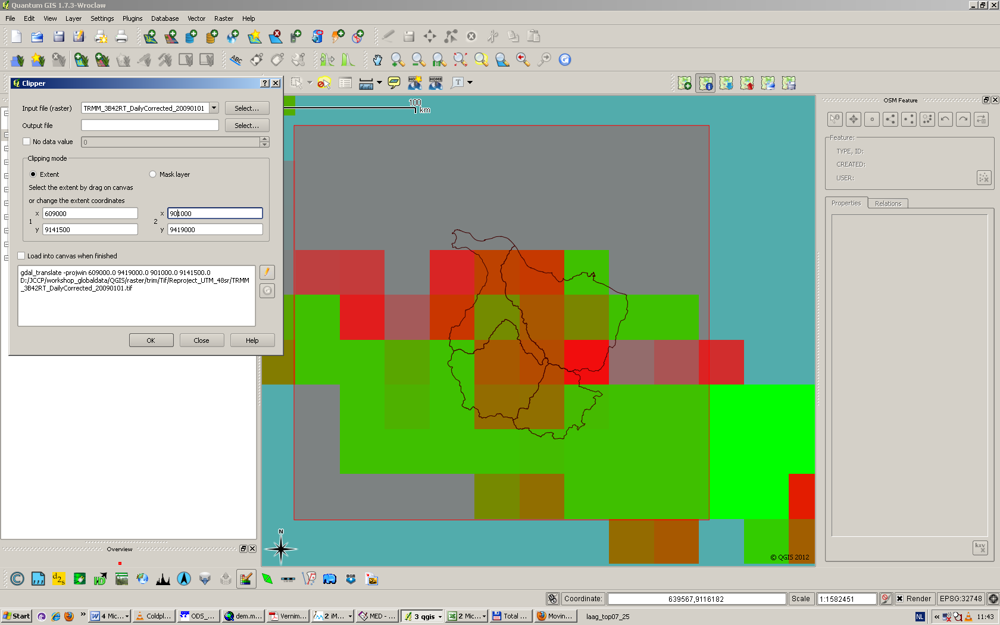 Quantum GIS 1.7.3-Wroclaw
File Edit View Layer Settings Plugins Database Vector Raster Help
ABC
HOME
T
Clipper
Input file (raster) TRMM_3B42RT_DailyCorrected_20090101 Select...
Output file Select...
No data value 0
Clipping mode
Extent Mask layer
Select the extent by drag on canvas
or change the extent coordinates
x 609000 x 901000
1 2
y 9141500 y 9419000
Load into canvas when finished
gdal_translate -projwin 609000.0 9419000.0 901000.0 9141500.0
D:/JCCP/workshop_globaldata/QGIS/raster/trim/Tif/Reproject_UTM_48sr/TRMM
_3B42RT_DailyCorrected_20090101.tif
OK Close Help
100
km
OSM Feature
Feature:
TYPE, ID:
CREATED:
USER:
Properties Relations
N
© QGIS 2012
Overview
Coordinate: 639567,9116182 Scale 1:1582451 Render EPSG:32748
Start » 4 Mic... Coldpl... ODS_... dem.m... Vernim... 2 iM... MED - ... 3 qgis 2 Mic... Total ... Movin... laag_top07_25 NL « 11:43